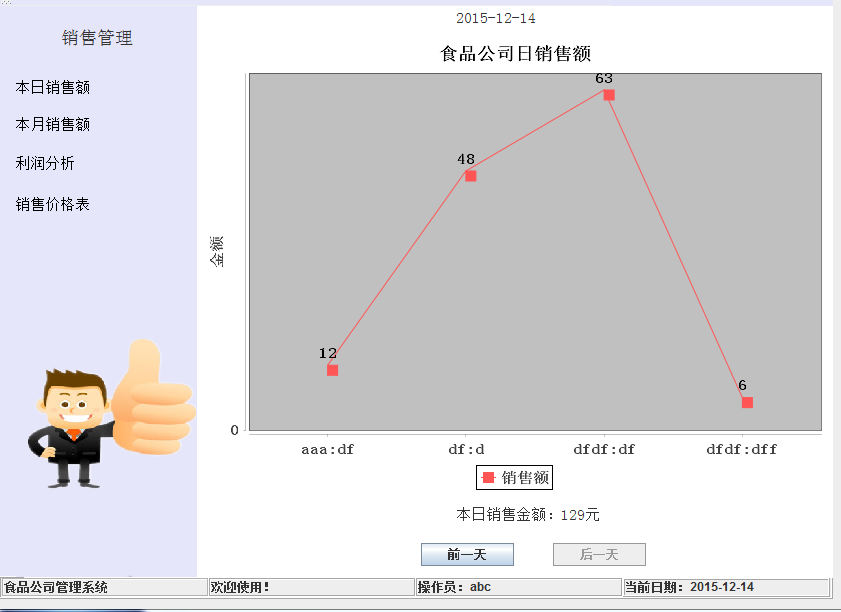 销售管理
本日销售额
本月销售额
利润分析
销售价格表
2015-12-14
食品公司日销售额
63
48
12
6
金额
0
aaa:df df:d dfdf:df dfdf:dff
销售额
本日销售金额：129元
前一天 后一天
食品公司管理系统 欢迎使用！ 操作员：abc 当前日期：2015-12-14